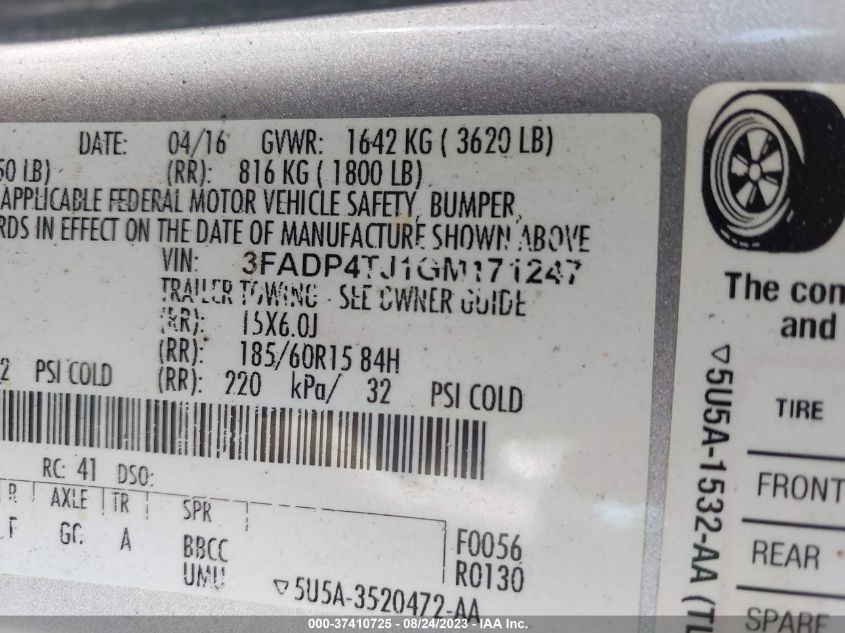 DATE: 04/16 GVWR: 1642 KG ( 3620 LB)
50 LB) (RR): 816 KG ( 1800 LB)
APPLICABLE FEDERAL MOTOR VEHICLE SAFETY, BUMPER,
RDS IN EFFECT ON THE DATE OF MANUFACTURE SHOWN ABOVE
VIN: 3FADP4TJ1GM171247
TRAILER TOWING - SEE OWNER GUIDE
(RR): 15X6.0J
(RR): 185/60R15 84H
2 PSI COLD (RR): 220 kPa/ 32 PSI COLD
RC: 41 DSO:
R AXLE TR SPR
GC A BBCC F0056
UMU R0130
5U5A-3520472-AA
The con
and
TIRE
FRONT
REAR
SPARE
5U5A-1532-AA (TL
000-37410725 - 08/24/2023 - IAA Inc.